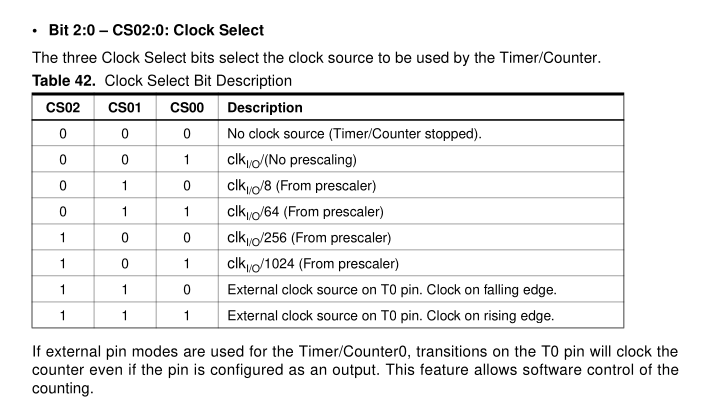 • Bit 2:0 – CS02:0: Clock Select
The three Clock Select bits select the clock source to be used by the Timer/Counter.
Table 42. Clock Select Bit Description
CS02 CS01 CS00 Description
0 0 0 No clock source (Timer/Counter stopped).
0 0 1 clkI/O/(No prescaling)
0 1 0 clkI/O/8 (From prescaler)
0 1 1 clkI/O/64 (From prescaler)
1 0 0 clkI/O/256 (From prescaler)
1 0 1 clkI/O/1024 (From prescaler)
1 1 0 External clock source on T0 pin. Clock on falling edge.
1 1 1 External clock source on T0 pin. Clock on rising edge.
If external pin modes are used for the Timer/Counter0, transitions on the T0 pin will clock the
counter even if the pin is configured as an output. This feature allows software control of the
counting.